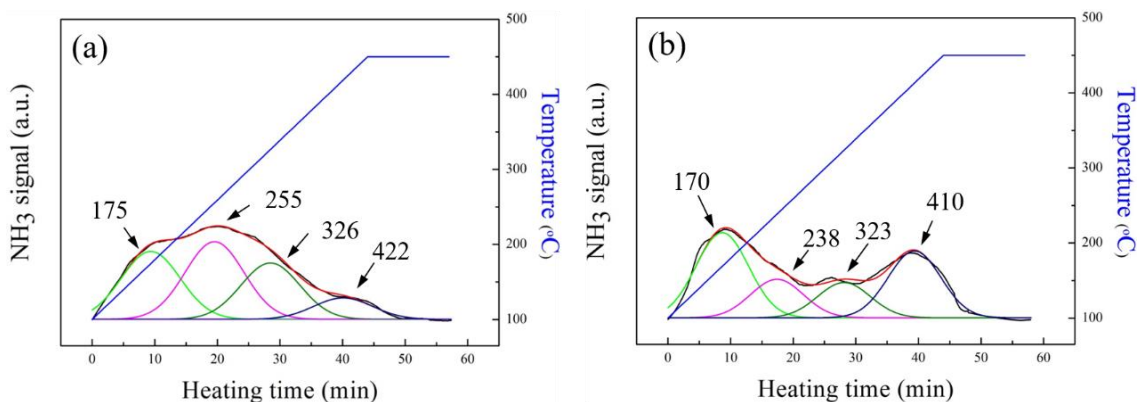 (a)
NH3 signal (a.u.)
175
255
326
422
500
400
300
200
100
Temperature (°C)
0 10 20 30 40 50 60
Heating time (min)
(b)
NH3 signal (a.u.)
170
238
323
410
500
400
300
200
100
Temperature (°C)
0 10 20 30 40 50 60
Heating time (min)